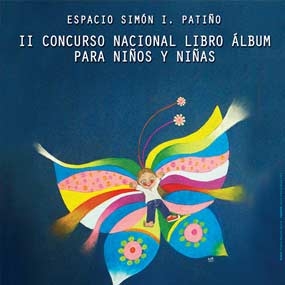 ESPACIO SIMÓN I. PATIÑO
II CONCURSO NACIONAL LIBRO ÁLBUM
PARA NIÑOS Y NIÑAS